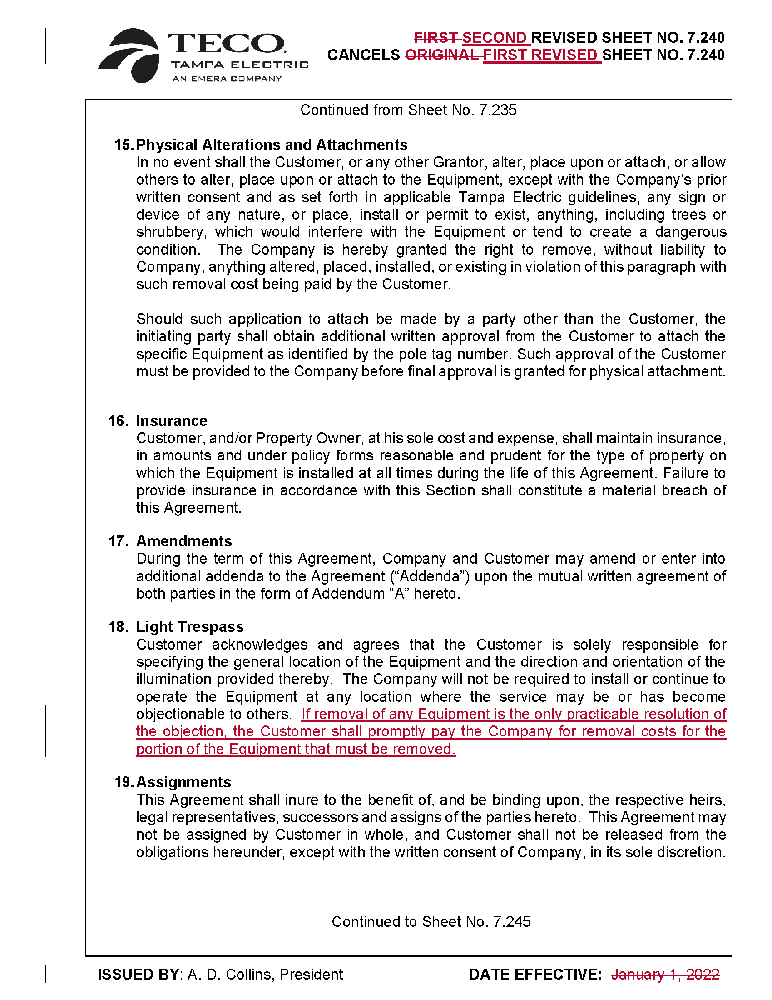 TECO®
TAMPA ELECTRIC
AN EMERA COMPANY
FIRST SECOND REVISED SHEET NO. 7.240
CANCELS ORIGINAL FIRST REVISED SHEET NO. 7.240
Continued from Sheet No. 7.235
15. Physical Alterations and Attachments
In no event shall the Customer, or any other Grantor, alter, place upon or attach, or allow
others to alter, place upon or attach to the Equipment, except with the Company’s prior
written consent and as set forth in applicable Tampa Electric guidelines, any sign or
device of any nature, or place, install or permit to exist, anything, including trees or
shrubbery, which would interfere with the Equipment or tend to create a dangerous
condition. The Company is hereby granted the right to remove, without liability to
Company, anything altered, placed, installed, or existing in violation of this paragraph with
such removal cost being paid by the Customer.
Should such application to attach be made by a party other than the Customer, the
initiating party shall obtain additional written approval from the Customer to attach the
specific Equipment as identified by the pole tag number. Such approval of the Customer
must be provided to the Company before final approval is granted for physical attachment.
16. Insurance
Customer, and/or Property Owner, at his sole cost and expense, shall maintain insurance,
in amounts and under policy forms reasonable and prudent for the type of property on
which the Equipment is installed at all times during the life of this Agreement. Failure to
provide insurance in accordance with this Section shall constitute a material breach of
this Agreement.
17. Amendments
During the term of this Agreement, Company and Customer may amend or enter into
additional addenda to the Agreement (“Addenda”) upon the mutual written agreement of
both parties in the form of Addendum “A” hereto.
18. Light Trespass
Customer acknowledges and agrees that the Customer is solely responsible for
specifying the general location of the Equipment and the direction and orientation of the
illumination provided thereby. The Company will not be required to install or continue to
operate the Equipment at any location where the service may be or has become
objectionable to others. If removal of any Equipment is the only practicable resolution of
the objection, the Customer shall promptly pay the Company for removal costs for the
portion of the Equipment that must be removed.
19. Assignments
This Agreement shall inure to the benefit of, and be binding upon, the respective heirs,
legal representatives, successors and assigns of the parties hereto. This Agreement may
not be assigned by Customer in whole, and Customer shall not be released from the
obligations hereunder, except with the written consent of Company, in its sole discretion.
Continued to Sheet No. 7.245
ISSUED BY: A. D. Collins, President
DATE EFFECTIVE: January 1, 2022